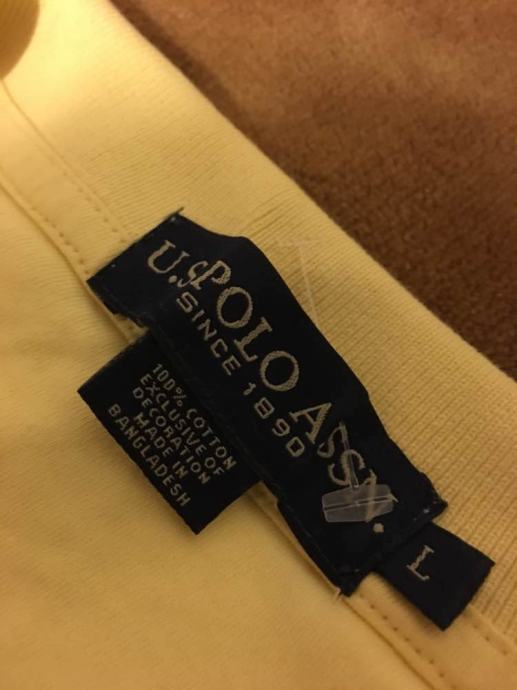 U.S. POLO ASSN.
SINCE 1890
100% COTTON
EXCLUSIVE OF
DECORATION
MADE IN
BANGLADESH
L